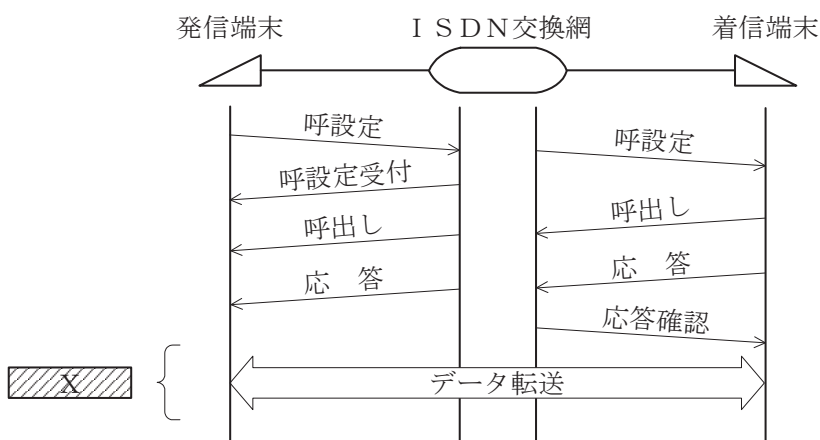 発信端末 ＩＳＤＮ交換網 着信端末
呼設定
呼設定
呼設定受付
呼出し
呼出し
応　答
応　答
応答確認
X
データ転送